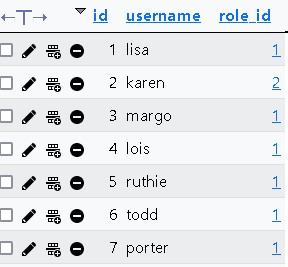 id username role_id
1 lisa 1
2 karen 2
3 margo 1
4 lois 1
5 ruthie 1
6 todd 1
7 porter 1